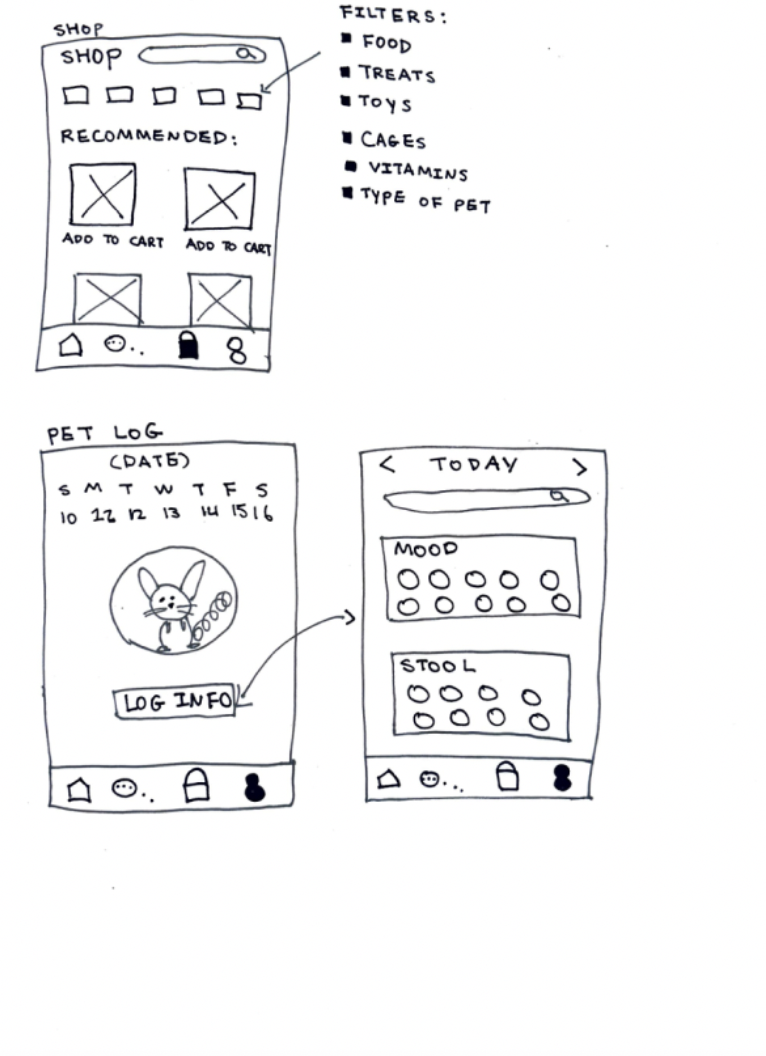 SHOP
SHOP
RECOMMENDED:
ADD TO CART ADD TO CART
FILTERS:
FOOD
TREATS
TOYS
CAGES
VITAMINS
TYPE OF PET
PET LOG
(DATE)
S M T W T F S
10 12 13 14 15 16
LOG INFO
< TODAY >
MOOD
STOOL